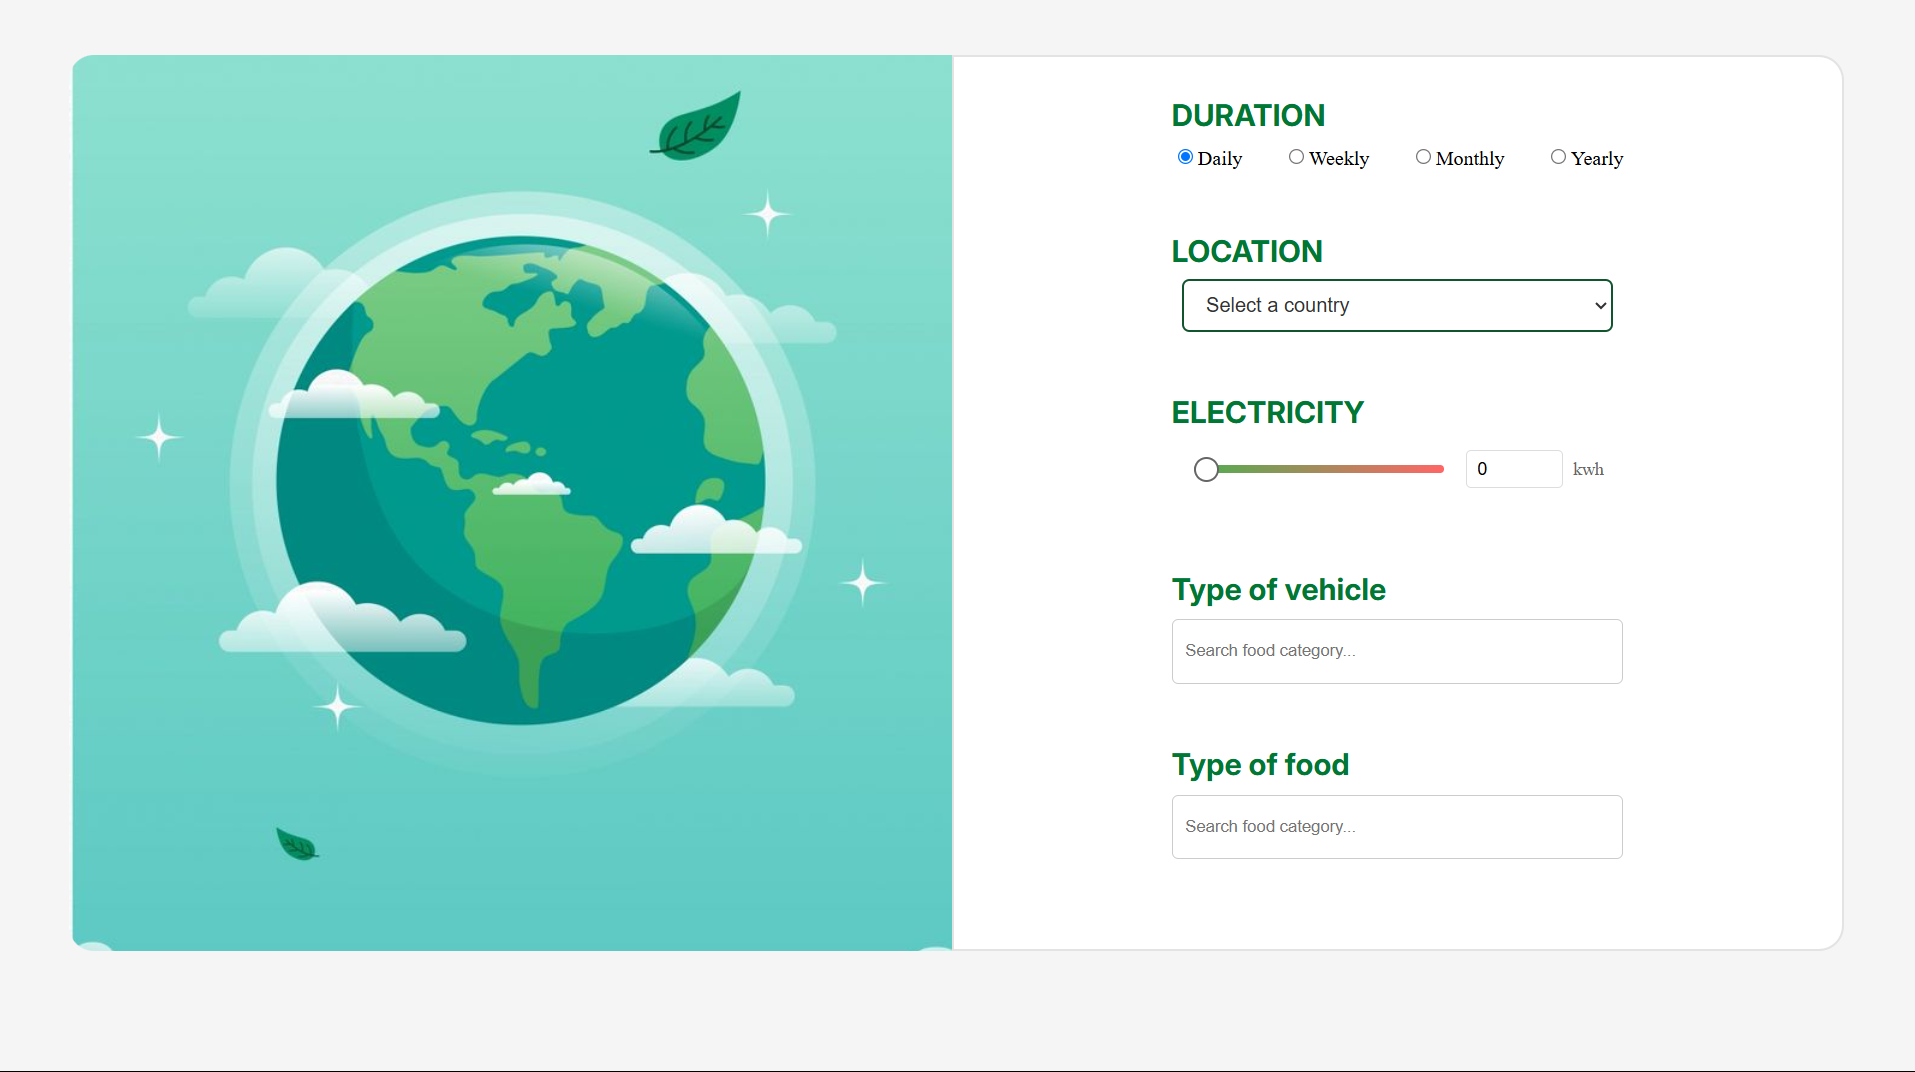 DURATION
Daily Weekly Monthly Yearly
LOCATION
Select a country
ELECTRICITY
0 kwh
Type of vehicle
Search food category...
Type of food
Search food category...